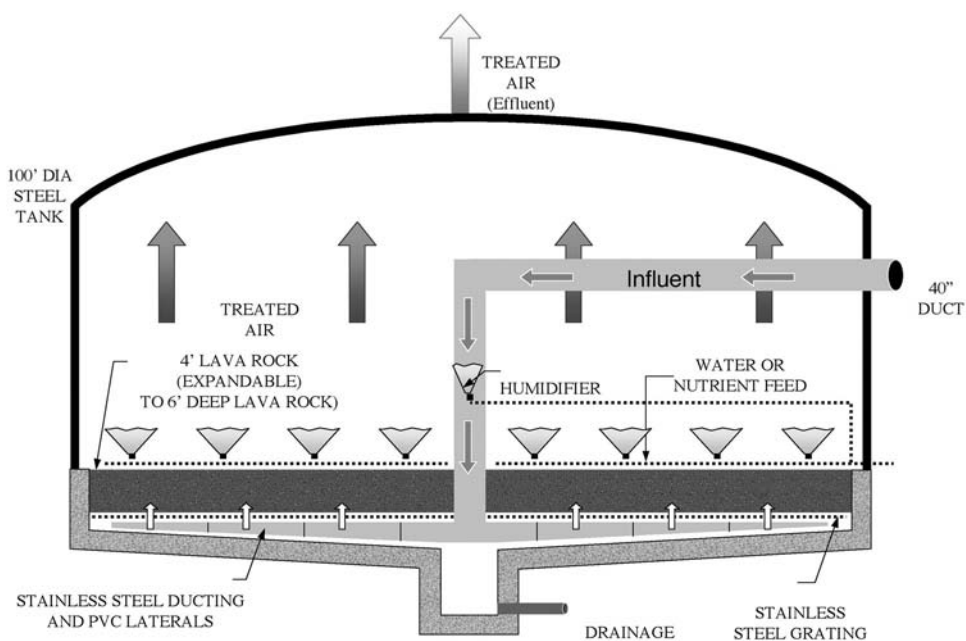 TREATED
AIR
(Effluent)
100' DIA
STEEL
TANK
Influent
40"
DUCT
TREATED
AIR
4' LAVA ROCK
(EXPANDABLE)
TO 6' DEEP LAVA ROCK)
HUMIDIFIER
WATER OR
NUTRIENT FEED
STAINLESS STEEL DUCTING
AND PVC LATERALS
DRAINAGE
STAINLESS
STEEL GRATING